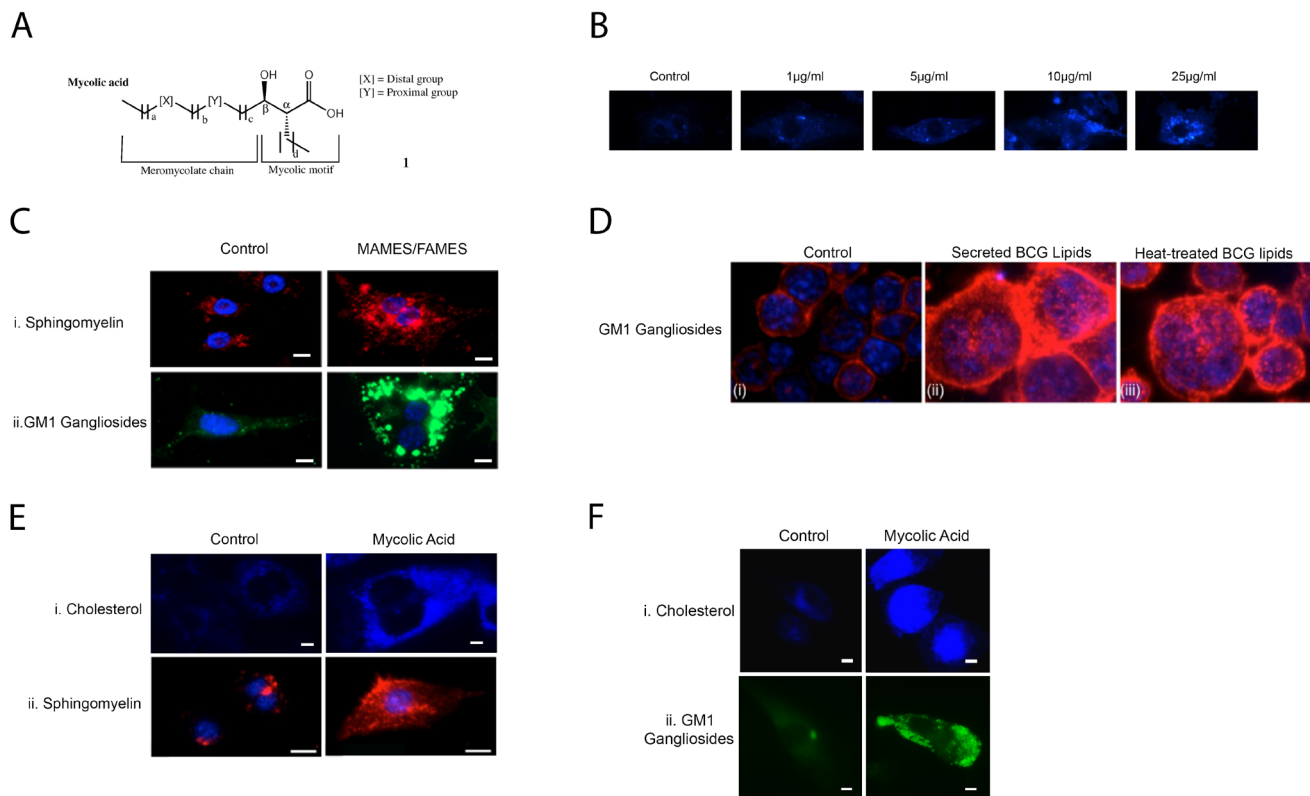 A
Mycolic acid
OH
O
[X]
[Y]
β
α
OH
a
b
c
d
[X] = Distal group
[Y] = Proximal group
Meromycolate chain
Mycolic motif
1
B
Control
1µg/ml
5µg/ml
10µg/ml
25µg/ml
C
Control
MAMES/FAMES
i. Sphingomyelin
ii.GM1 Gangliosides
D
Control
Secreted BCG Lipids
Heat-treated BCG lipids
GM1 Gangliosides
(i)
(ii)
(iii)
E
Control
Mycolic Acid
i. Cholesterol
ii. Sphingomyelin
F
Control
Mycolic Acid
i. Cholesterol
ii. GM1
Gangliosides